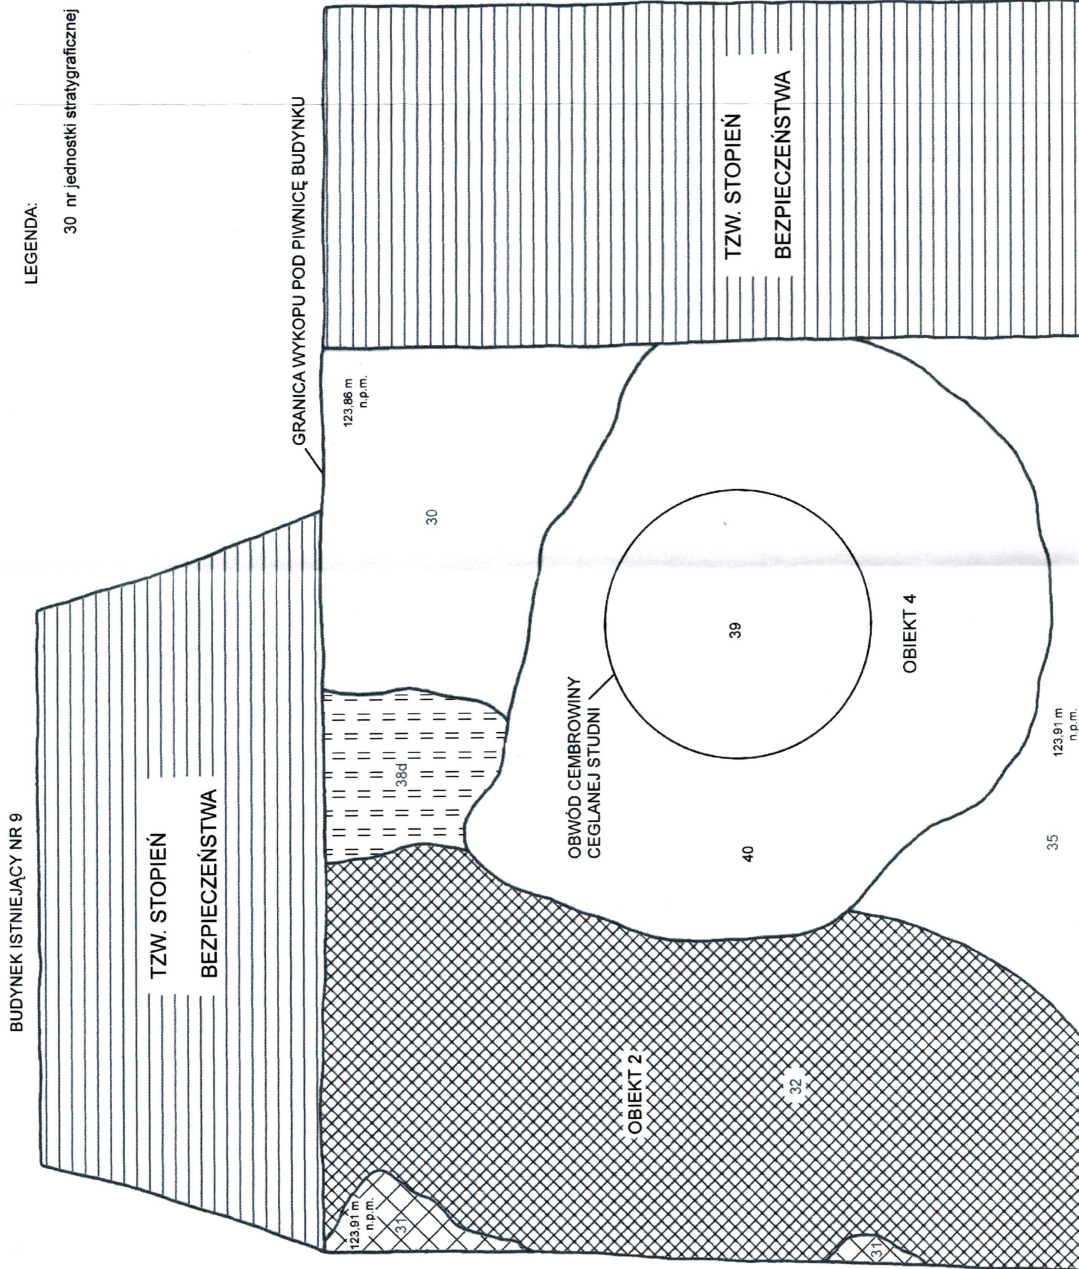 LEGENDA:
30 nr jednostki stratygraficznej
BUDYNEK ISTNIEJĄCY NR 9
TZW. STOPIEŃ
BEZPIECZEŃSTWA
GRANICA WYKOPU POD PIWNICĘ BUDYNKU
123,86 m
n.p.m.
30
38d
TZW. STOPIEŃ
BEZPIECZEŃSTWA
OBWÓD CEMBROWINY
CEGLANEJ STUDNI
39
40
OBIEKT 4
123,91 m
n.p.m.
35
OBIEKT 2
32
123,91 m
n.p.m.
31
31